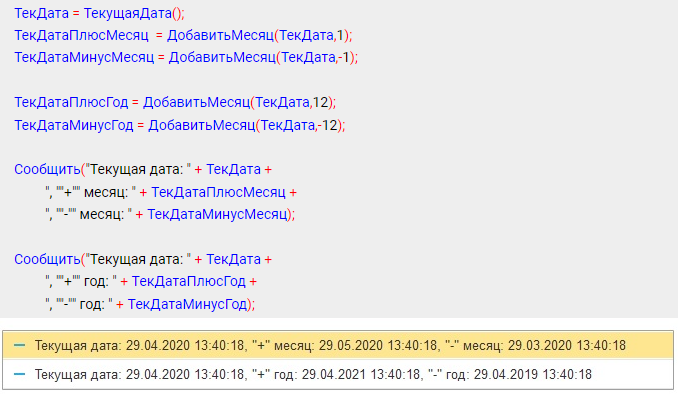 ТекДата = ТекущаяДата();
ТекДатаПлюсМесяц = ДобавитьМесяц(ТекДата,1);
ТекДатаМинусМесяц = ДобавитьМесяц(ТекДата,-1);
ТекДатаПлюсГод = ДобавитьМесяц(ТекДата,12);
ТекДатаМинусГод = ДобавитьМесяц(ТекДата,-12);
Сообщить("Текущая дата: " + ТекДата +
", ""+"" месяц: " + ТекДатаПлюсМесяц +
", ""-"" месяц: " + ТекДатаМинусМесяц);
Сообщить("Текущая дата: " + ТекДата +
", ""+"" год: " + ТекДатаПлюсГод +
", ""-"" год: " + ТекДатаМинусГод);
Текущая дата: 29.04.2020 13:40:18, "+" месяц: 29.05.2020 13:40:18, "-" месяц: 29.03.2020 13:40:18
Текущая дата: 29.04.2020 13:40:18, "+" год: 29.04.2021 13:40:18, "-" год: 29.04.2019 13:40:18